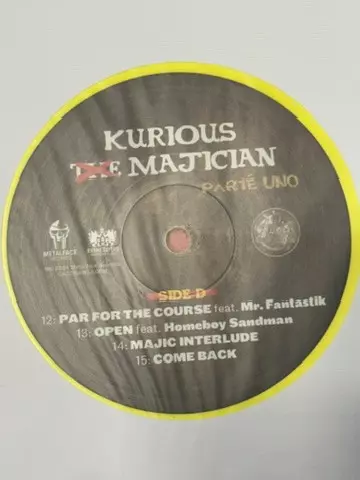 KURIOUS
THE MAJICIAN
PARTE UNO
METALFACE
SIDE D
12: PAR FOR THE COURSE feat. Mr. Fantastik
13: OPEN feat. Homeboy Sandman
14: MAJIC INTERLUDE
15: COME BACK